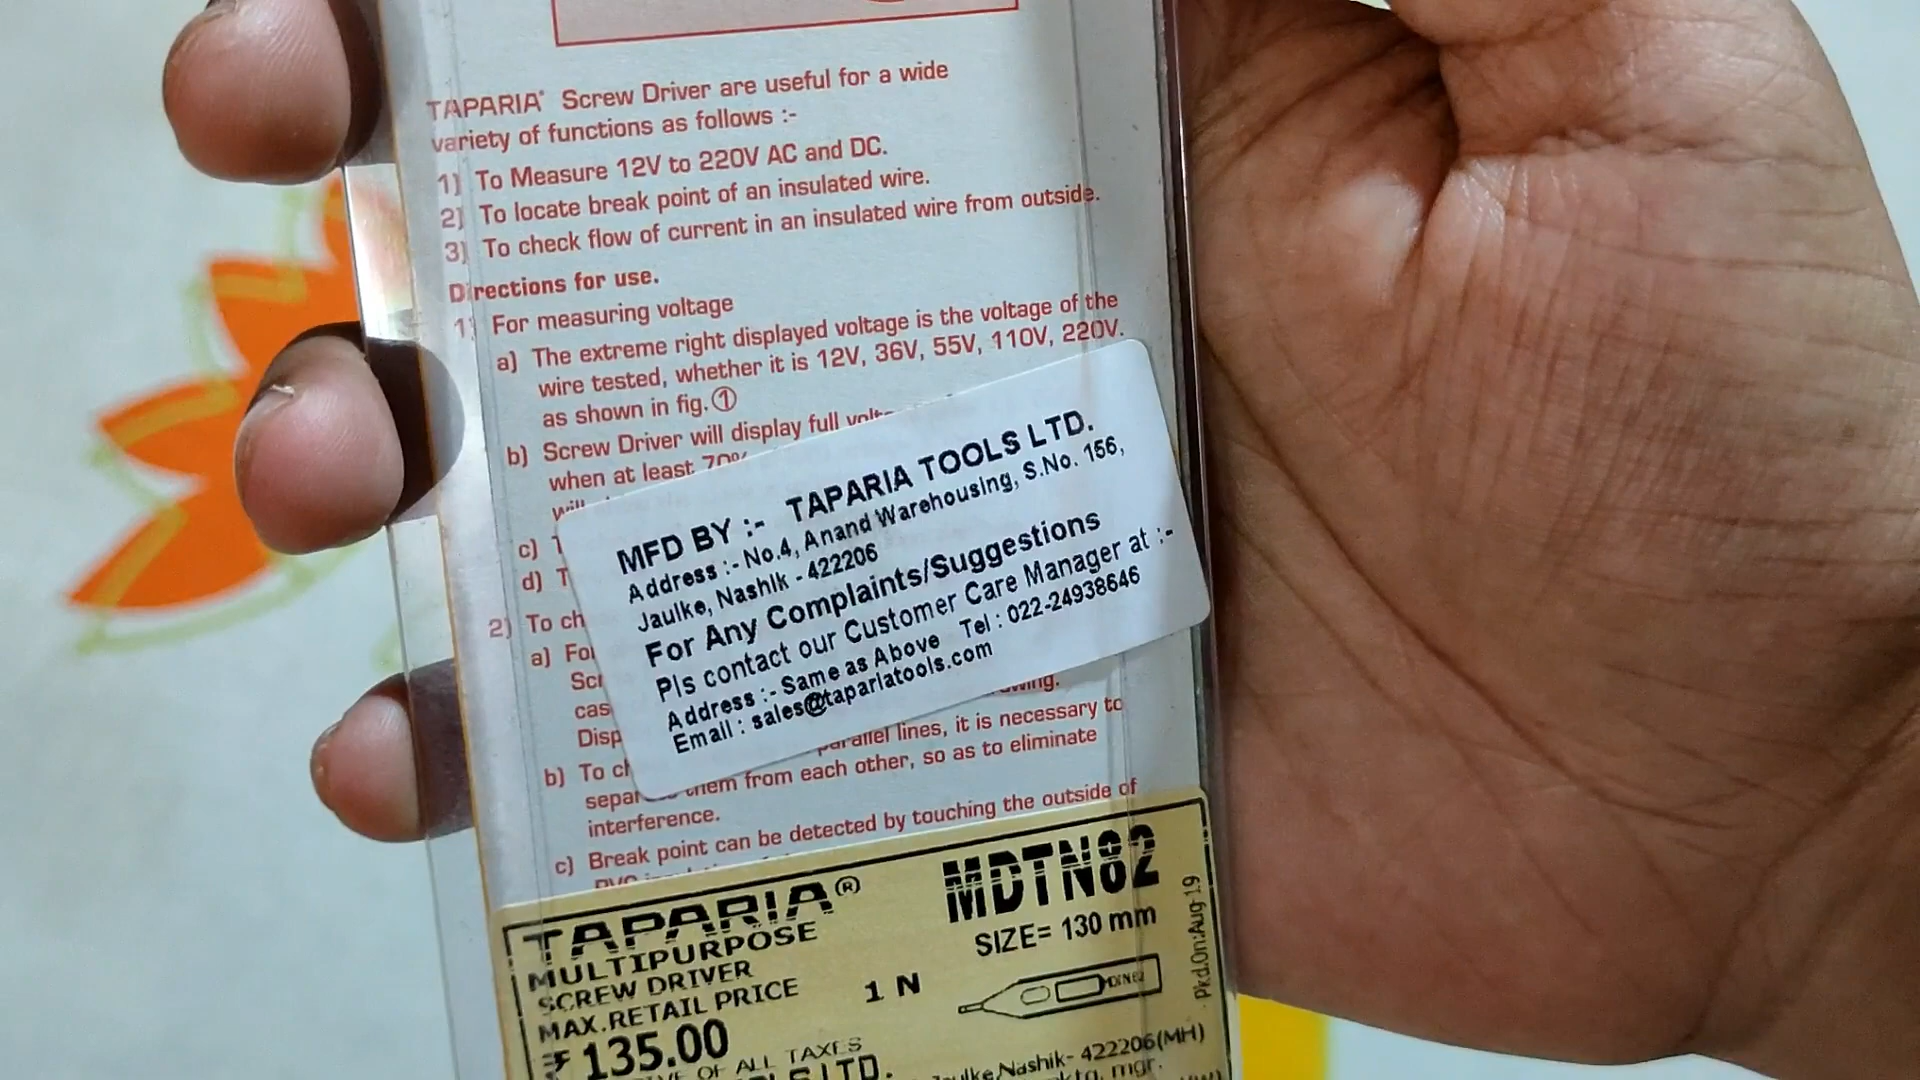 TAPARIA® Screw Driver are useful for a wide
variety of functions as follows :-
1) To Measure 12V to 220V AC and DC.
2) To locate break point of an insulated wire.
3) To check flow of current in an insulated wire from outside.
Directions for use.
1) For measuring voltage
a) The extreme right displayed voltage is the voltage of the
wire tested, whether it is 12V, 36V, 55V, 110V, 220V.
as shown in fig.①
b) Screw Driver will display full
when at least 70%
c)
d)
MFD BY :- TAPARIA TOOLS LTD.
Address :- No.4, Anand Warehousing, S.No. 156,
Jaulke, Nashik - 422206
For Any Complaints/Suggestions
Pls contact our Customer Care Manager at :-
Address :- Same as Above Tel : 022-24938646
Email : sales@tapariatools.com
2) To
a)
b) To
parallel lines, it is necessary to
them from each other, so as to eliminate
interference.
c) Break point can be detected by touching the outside of
TAPARIA® MDTN82
MULTIPURPOSE
SCREW DRIVER
SIZE= 130 mm
MAX.RETAIL PRICE 1 N
₹ 135.00
OF ALL TAXES
LTD.
Nashik- 422206(MH)
mgr.
Pkd.On:Aug 19